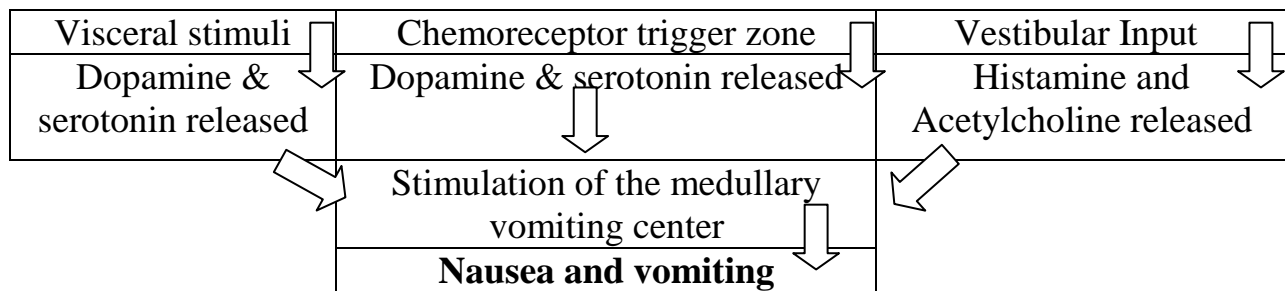 Visceral stimuli
Chemoreceptor trigger zone
Vestibular Input
Dopamine &
serotonin released
Dopamine & serotonin released
Histamine and
Acetylcholine released
Stimulation of the medullary
vomiting center
Nausea and vomiting